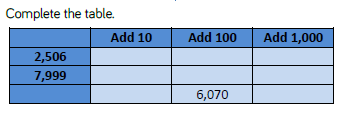 Complete the table.
Add 10 Add 100 Add 1,000
2,506
7,999
6,070